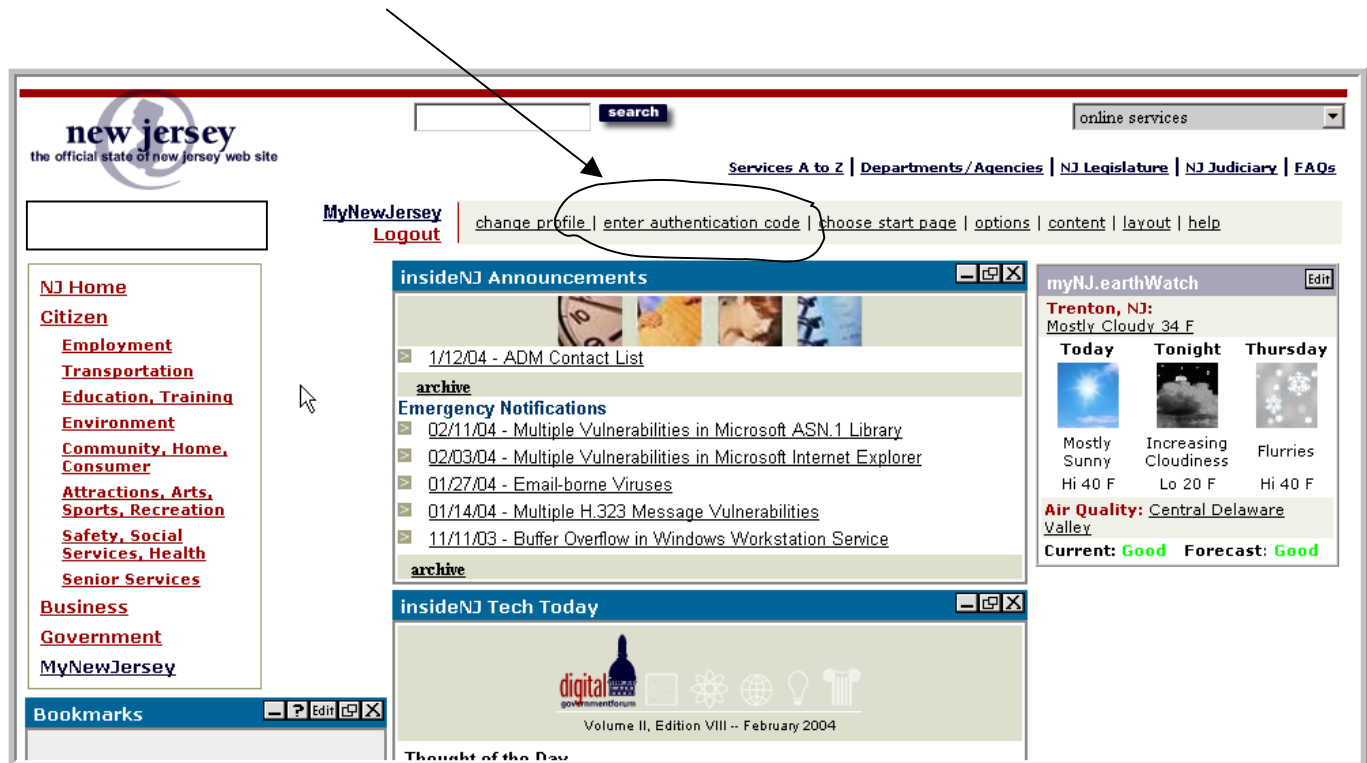 search
online services
new jersey
the official state of new jersey web site
Services A to Z | Departments/Agencies | NJ Legislature | NJ Judiciary | FAQs
MyNewJersey
Logout
change profile | enter authentication code | choose start page | options | content | layout | help
NJ Home
Citizen
Employment
Transportation
Education, Training
Environment
Community, Home,
Consumer
Attractions, Arts,
Sports, Recreation
Safety, Social
Services, Health
Senior Services
Business
Government
MyNewJersey
Bookmarks
? Edit
insideNJ Announcements
10
1/12/04 - ADM Contact List
archive
Emergency Notifications
02/11/04 - Multiple Vulnerabilities in Microsoft ASN.1 Library
02/03/04 - Multiple Vulnerabilities in Microsoft Internet Explorer
01/27/04 - Email-borne Viruses
01/14/04 - Multiple H.323 Message Vulnerabilities
11/11/03 - Buffer Overflow in Windows Workstation Service
archive
insideNJ Tech Today
digital
governmentforum
Volume II, Edition VIII -- February 2004
Thought of the Day
myNJ.earthWatch
Edit
Trenton, NJ:
Mostly Cloudy 34 F
Today Tonight Thursday
Mostly Sunny Increasing Cloudiness Flurries
Hi 40 F Lo 20 F Hi 40 F
Air Quality: Central Delaware
Valley
Current: Good Forecast: Good